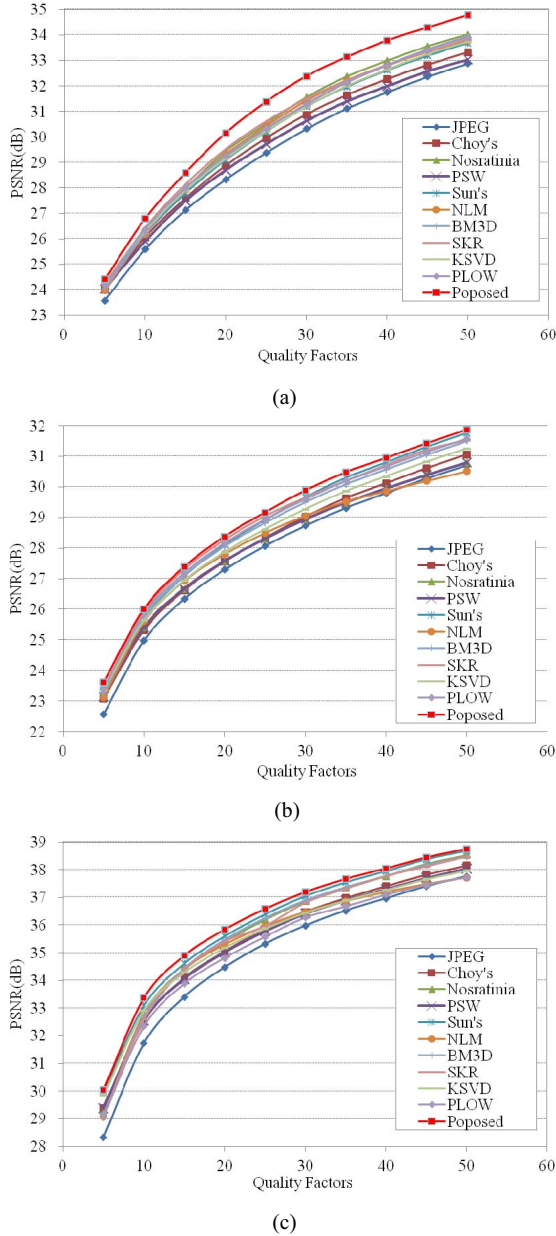 35
34
33
32
31
30
29
28
27
26
25
24
23
PSNR(dB)
JPEG
Choy's
Nosratinia
PSW
Sun's
NLM
BM3D
SKR
KSVD
PLOW
Poposed
0 10 20 30 40 50 60
Quality Factors
(a)
32
31
30
29
28
27
26
25
24
23
22
PSNR(dB)
JPEG
Choy's
Nosratinia
PSW
Sun's
NLM
BM3D
SKR
KSVD
PLOW
Poposed
0 10 20 30 40 50 60
Quality Factors
(b)
39
38
37
36
35
34
33
32
31
30
29
28
PSNR(dB)
JPEG
Choy's
Nosratinia
PSW
Sun's
NLM
BM3D
SKR
KSVD
PLOW
Poposed
0 10 20 30 40 50 60
Quality Factors
(c)